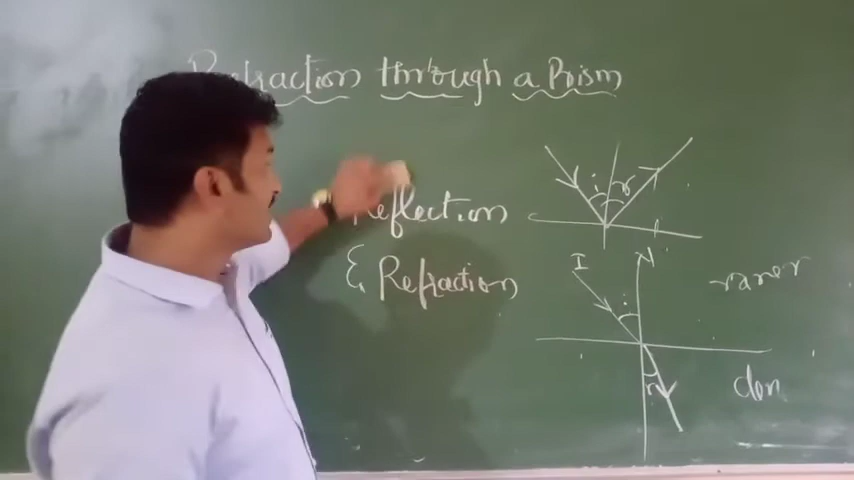 Refraction through a Prism
Reflection
& Refraction
i r
I N
i
rarer
r
den